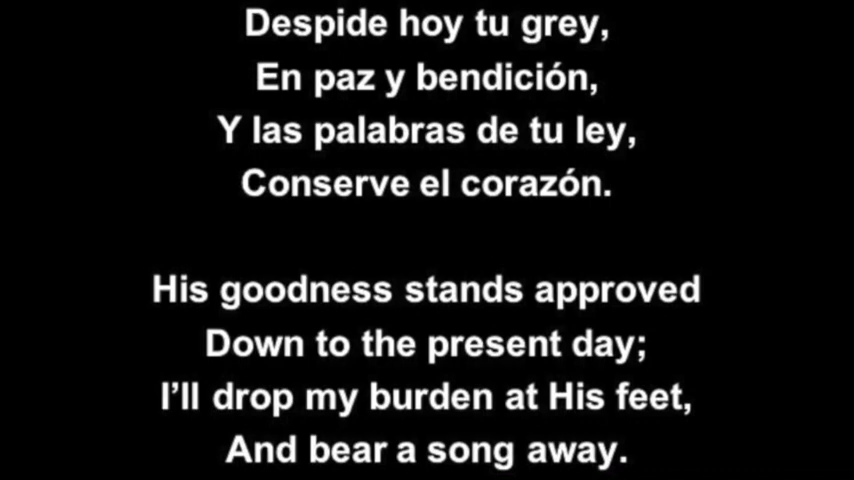 Despide hoy tu grey,
En paz y bendición,
Y las palabras de tu ley,
Conserve el corazón.
His goodness stands approved
Down to the present day;
I’ll drop my burden at His feet,
And bear a song away.